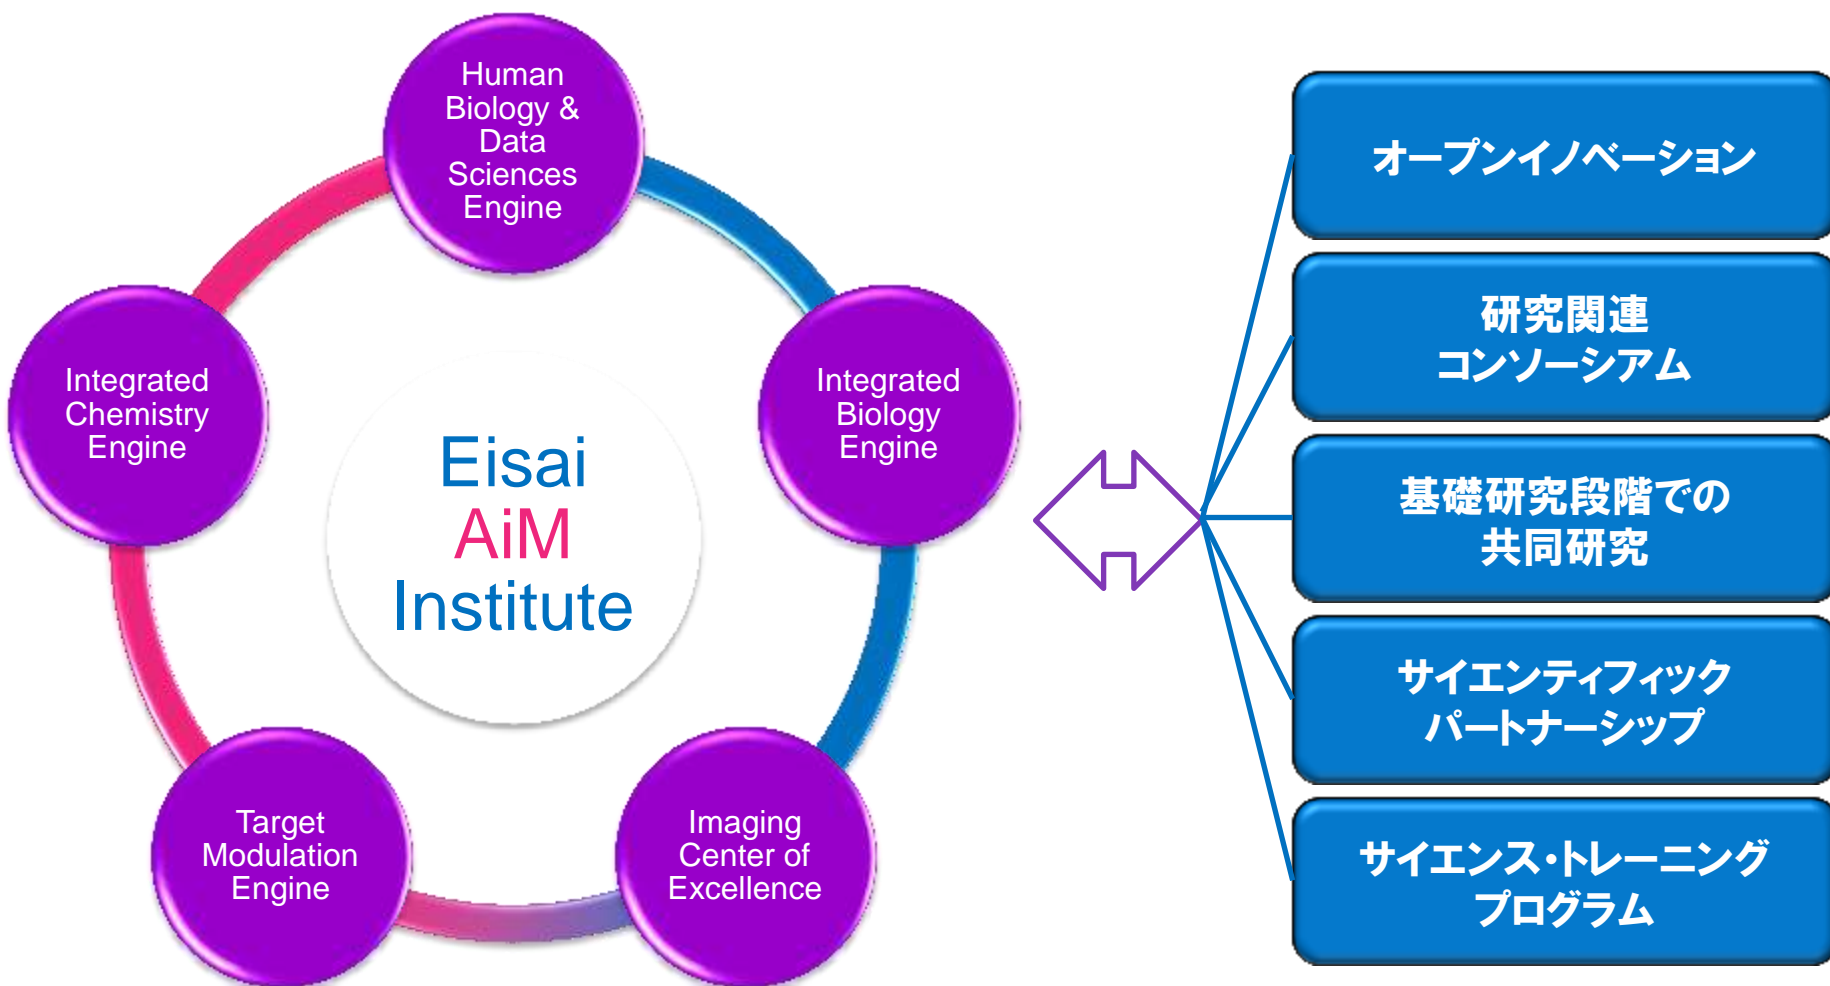 Human
Biology &
Data
Sciences
Engine
Integrated
Chemistry
Engine
Integrated
Biology
Engine
Eisai
AiM
Institute
Target
Modulation
Engine
Imaging
Center of
Excellence
オープンイノベーション
研究関連
コンソーシアム
基礎研究段階での
共同研究
サイエンティフィック
パートナーシップ
サイエンス・トレーニング
プログラム